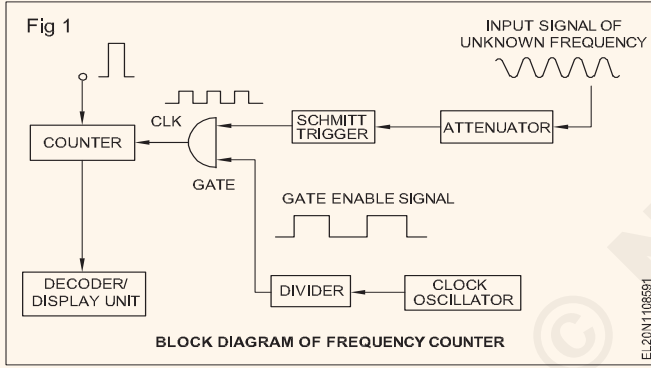 Fig 1
INPUT SIGNAL OF
UNKNOWN FREQUENCY
CLK
SCHMITT
TRIGGER
ATTENUATOR
COUNTER
GATE
GATE ENABLE SIGNAL
DECODER/
DISPLAY UNIT
DIVIDER
CLOCK
OSCILLATOR
BLOCK DIAGRAM OF FREQUENCY COUNTER
EL20N1108591
©